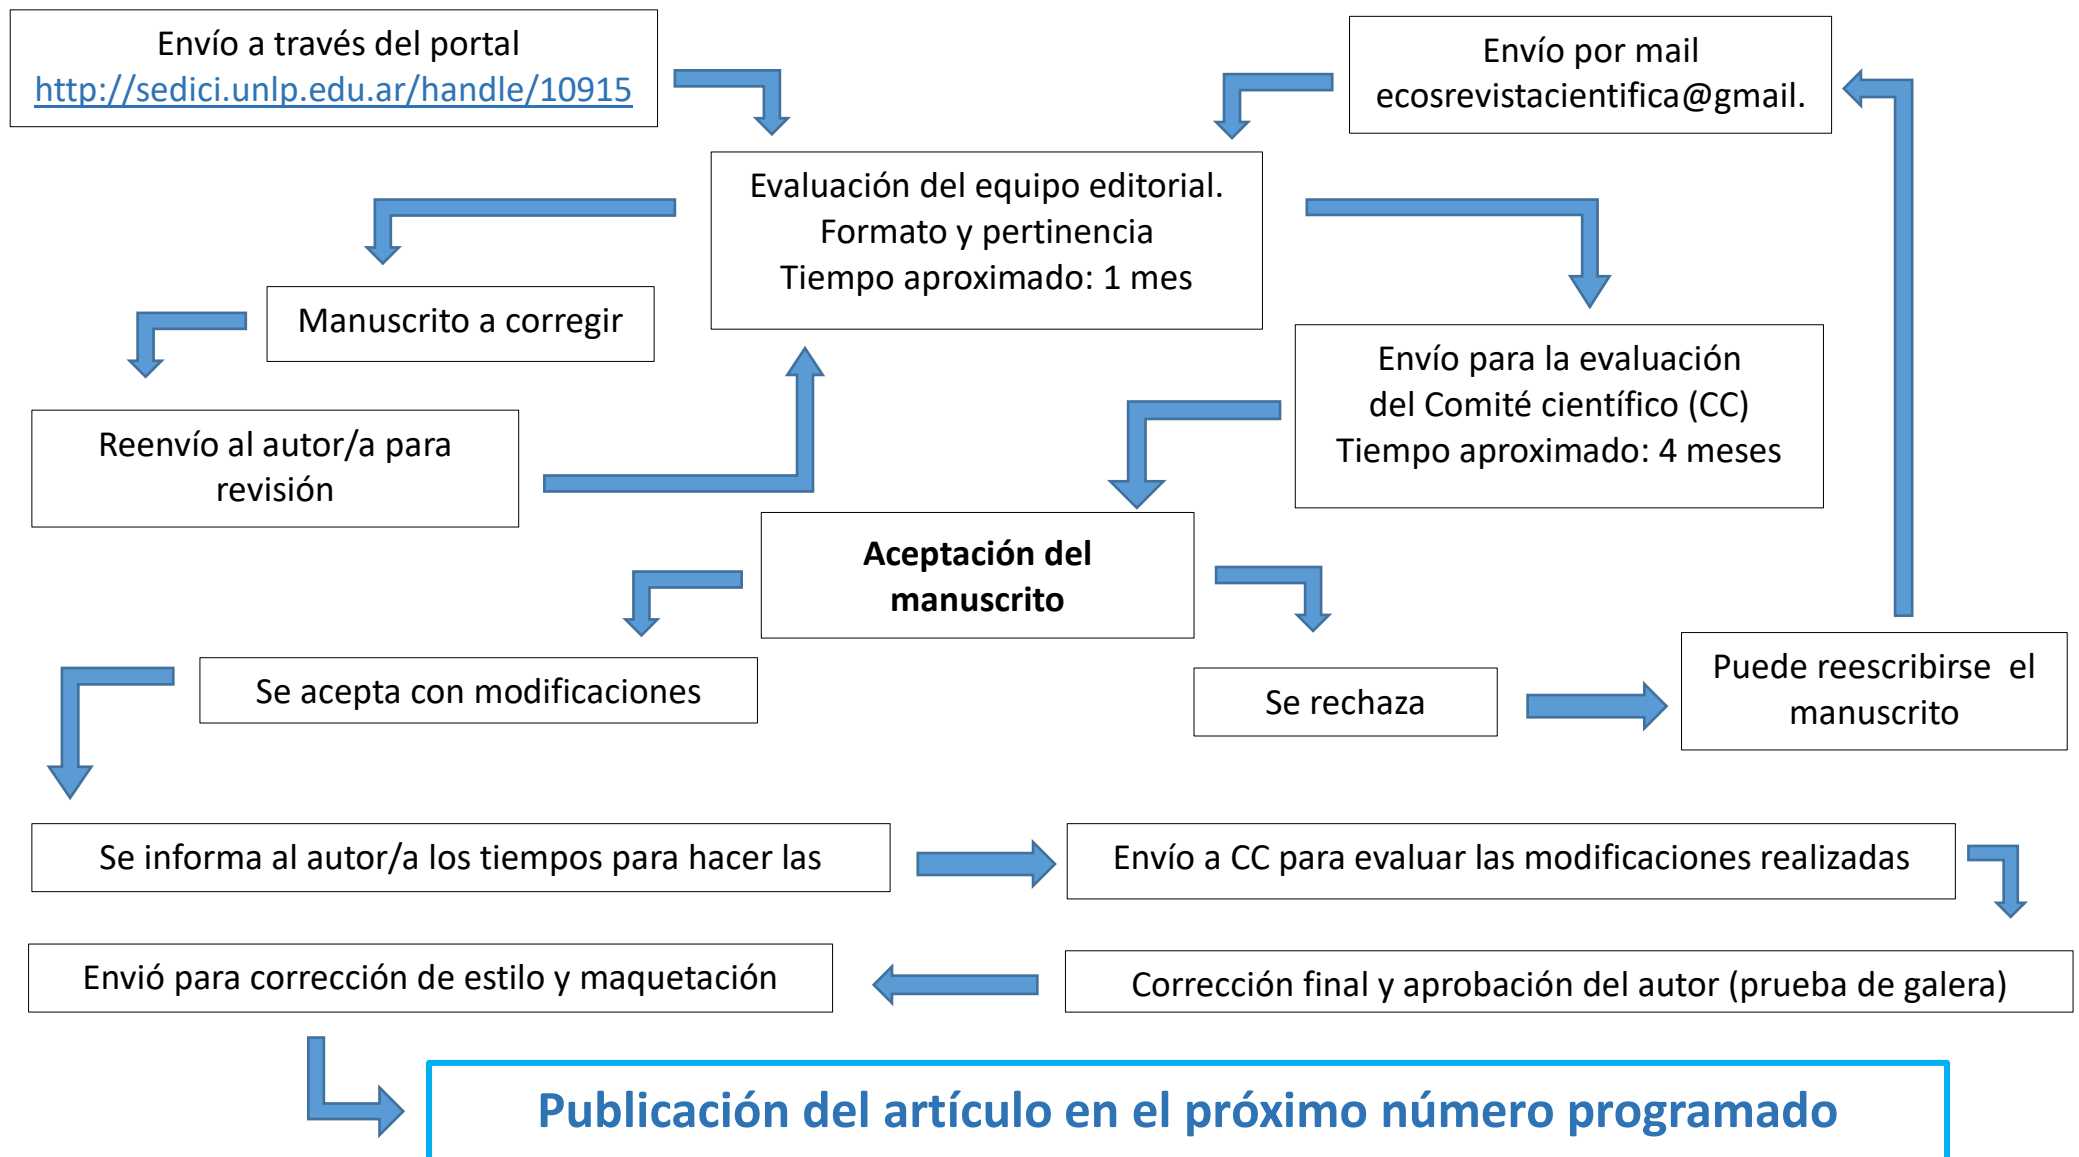 Envío a través del portal
http://sedici.unlp.edu.ar/handle/10915
Envío por mail
ecosrevistacientifica@gmail.
Evaluación del equipo editorial.
Formato y pertinencia
Tiempo aproximado: 1 mes
Manuscrito a corregir
Envío para la evaluación
del Comité científico (CC)
Tiempo aproximado: 4 meses
Reenvío al autor/a para
revisión
Aceptación del
manuscrito
Se acepta con modificaciones
Se rechaza
Puede reescribirse  el
manuscrito
Se informa al autor/a los tiempos para hacer las
Envío a CC para evaluar las modificaciones realizadas
Envió para corrección de estilo y maquetación
Corrección final y aprobación del autor (prueba de galera)
Publicación del artículo en el próximo número programado